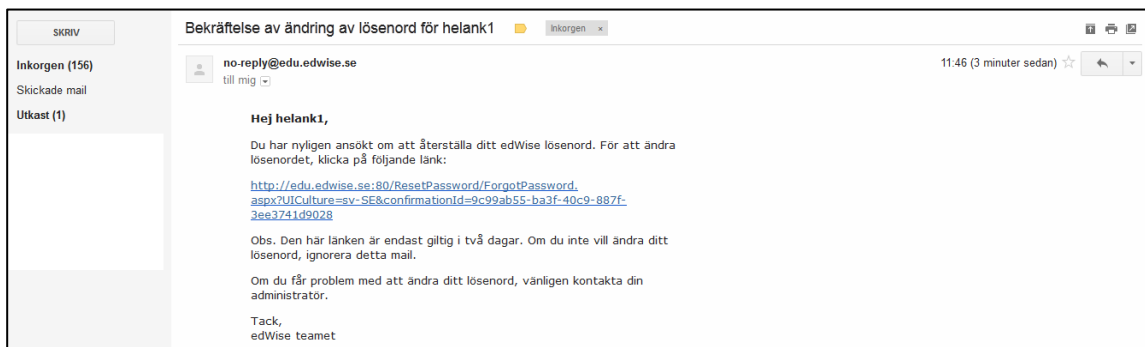 SKRIV
Inkorgen (156)
Skickade mail
Utkast (1)
Bekräftelse av ändring av lösenord för helank1
Inkorgen ×
no-reply@edu.edwise.se
till mig
11:46 (3 minuter sedan)
Hej helank1,
Du har nyligen ansökt om att återställa ditt edWise lösenord. För att ändra
lösenordet, klicka på följande länk:
http://edu.edwise.se:80/ResetPassword/ForgotPassword.
aspx?UICulture=sv-SE&confirmationId=9c99ab55-ba3f-40c9-887f-
3ee3741d9028
Obs. Den här länken är endast giltig i två dagar. Om du inte vill ändra ditt
lösenord, ignorera detta mail.
Om du får problem med att ändra ditt lösenord, vänligen kontakta din
administratör.
Tack,
edWise teamet